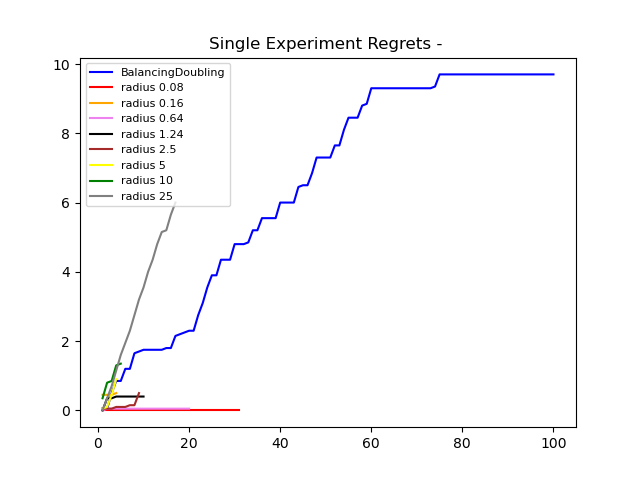 Single Experiment Regrets -
10
8
6
4
2
0
BalancingDoubling
radius 0.08
radius 0.16
radius 0.64
radius 1.24
radius 2.5
radius 5
radius 10
radius 25
0
20
40
60
80
100